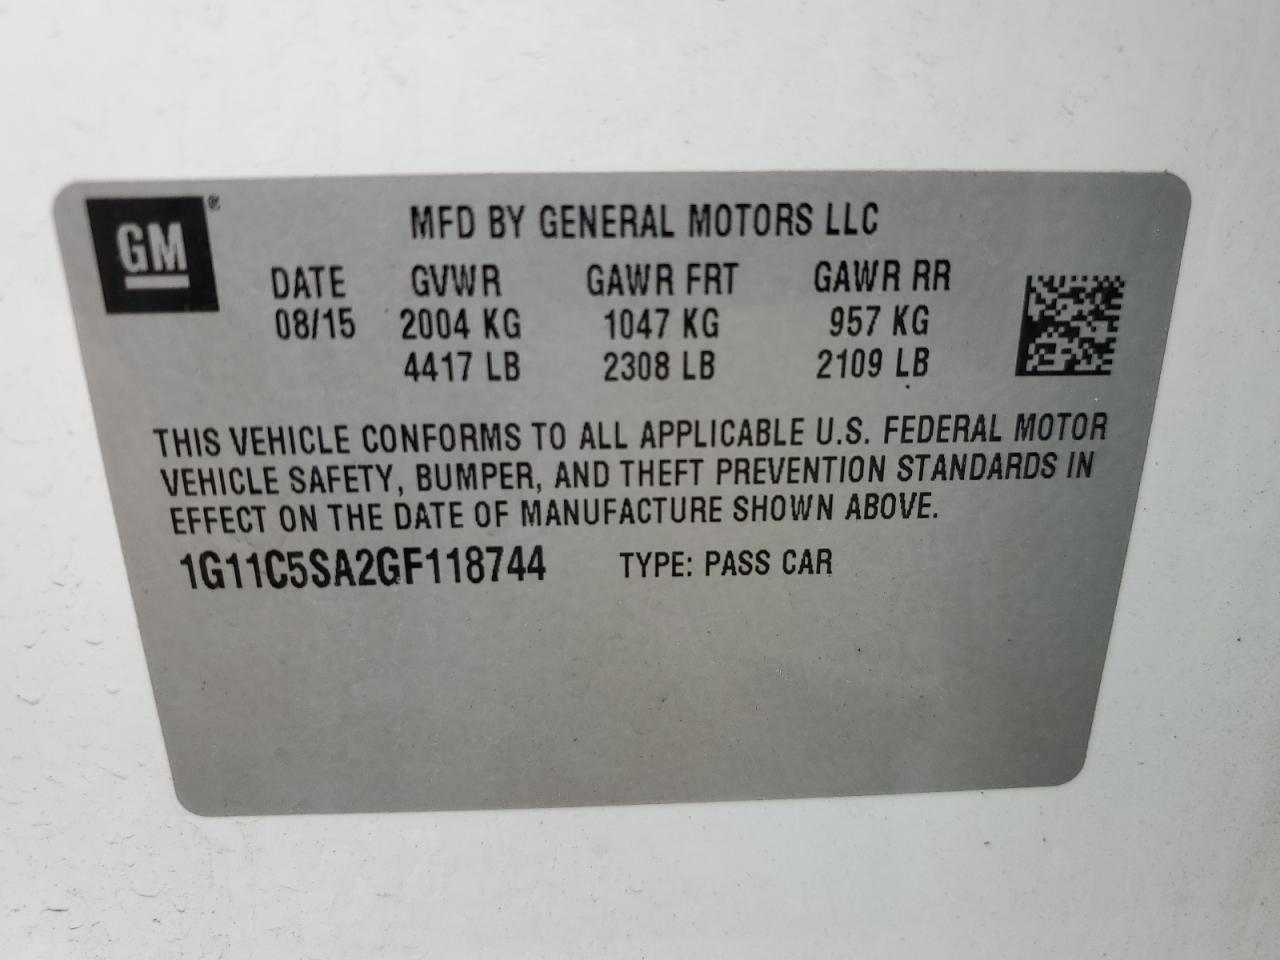 GM®
MFD BY GENERAL MOTORS LLC
DATE GVWR GAWR FRT GAWR RR
08/15 2004 KG 1047 KG 957 KG
4417 LB 2308 LB 2109 LB
THIS VEHICLE CONFORMS TO ALL APPLICABLE U.S. FEDERAL MOTOR
VEHICLE SAFETY, BUMPER, AND THEFT PREVENTION STANDARDS IN
EFFECT ON THE DATE OF MANUFACTURE SHOWN ABOVE.
1G11C5SA2GF118744 TYPE: PASS CAR